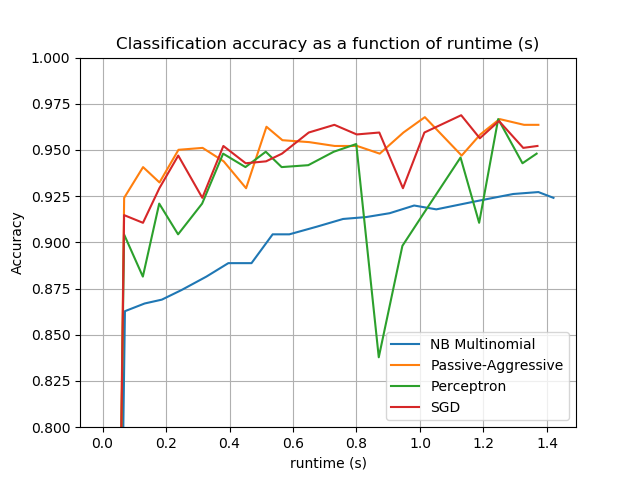 Classification accuracy as a function of runtime (s)
1.000
0.975
0.950
0.925
0.900
0.875
0.850
0.825
0.800
Accuracy
NB Multinomial
Passive-Aggressive
Perceptron
SGD
0.0 0.2 0.4 0.6 0.8 1.0 1.2 1.4
runtime (s)